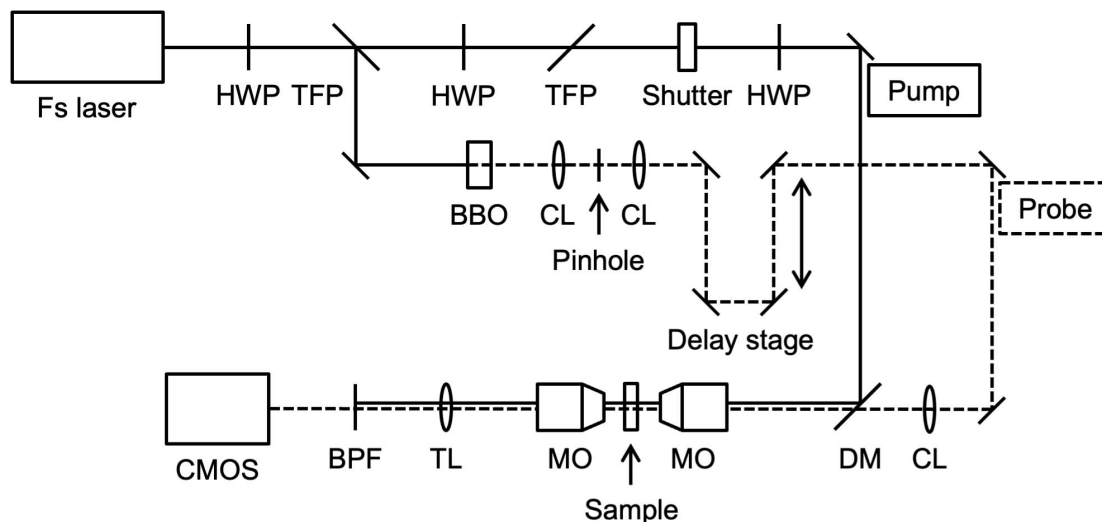 Fs laser
HWP TFP HWP TFP Shutter HWP
Pump
BBO CL CL
Pinhole
Probe
Delay stage
CMOS BPF TL MO MO DM CL
Sample